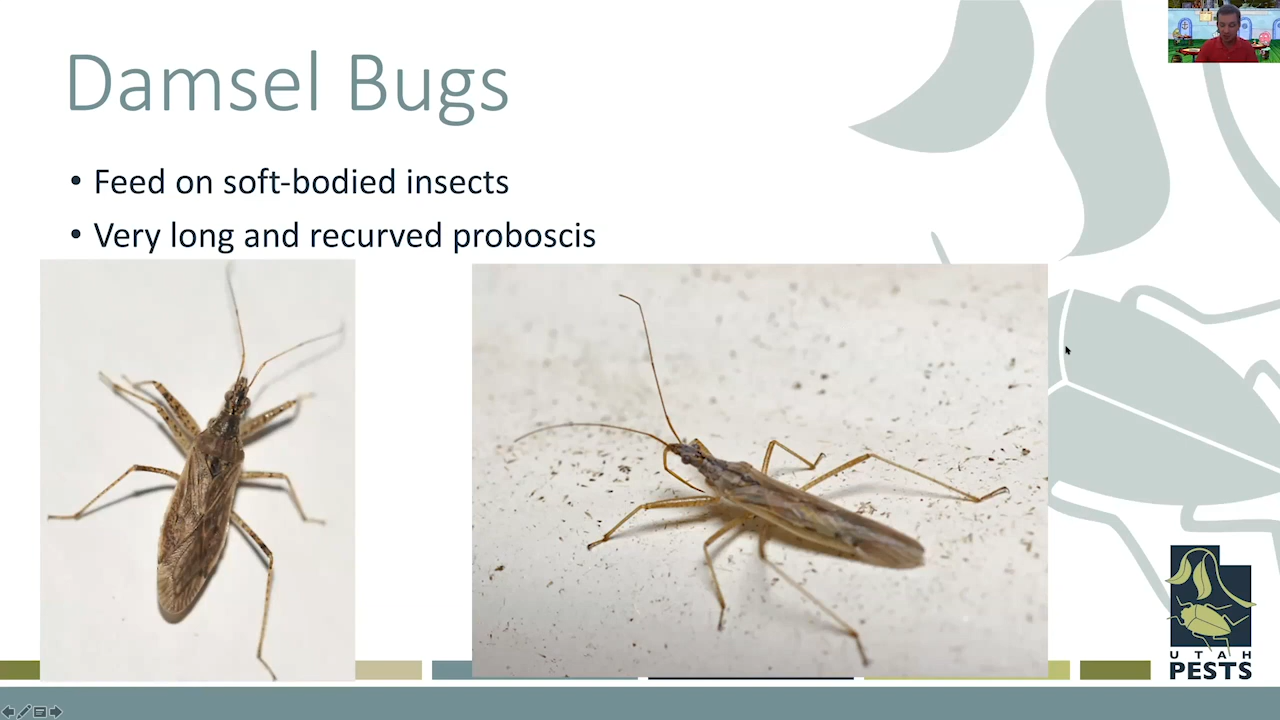 Damsel Bugs
• Feed on soft-bodied insects
• Very long and recurved proboscis
UTAH
PESTS